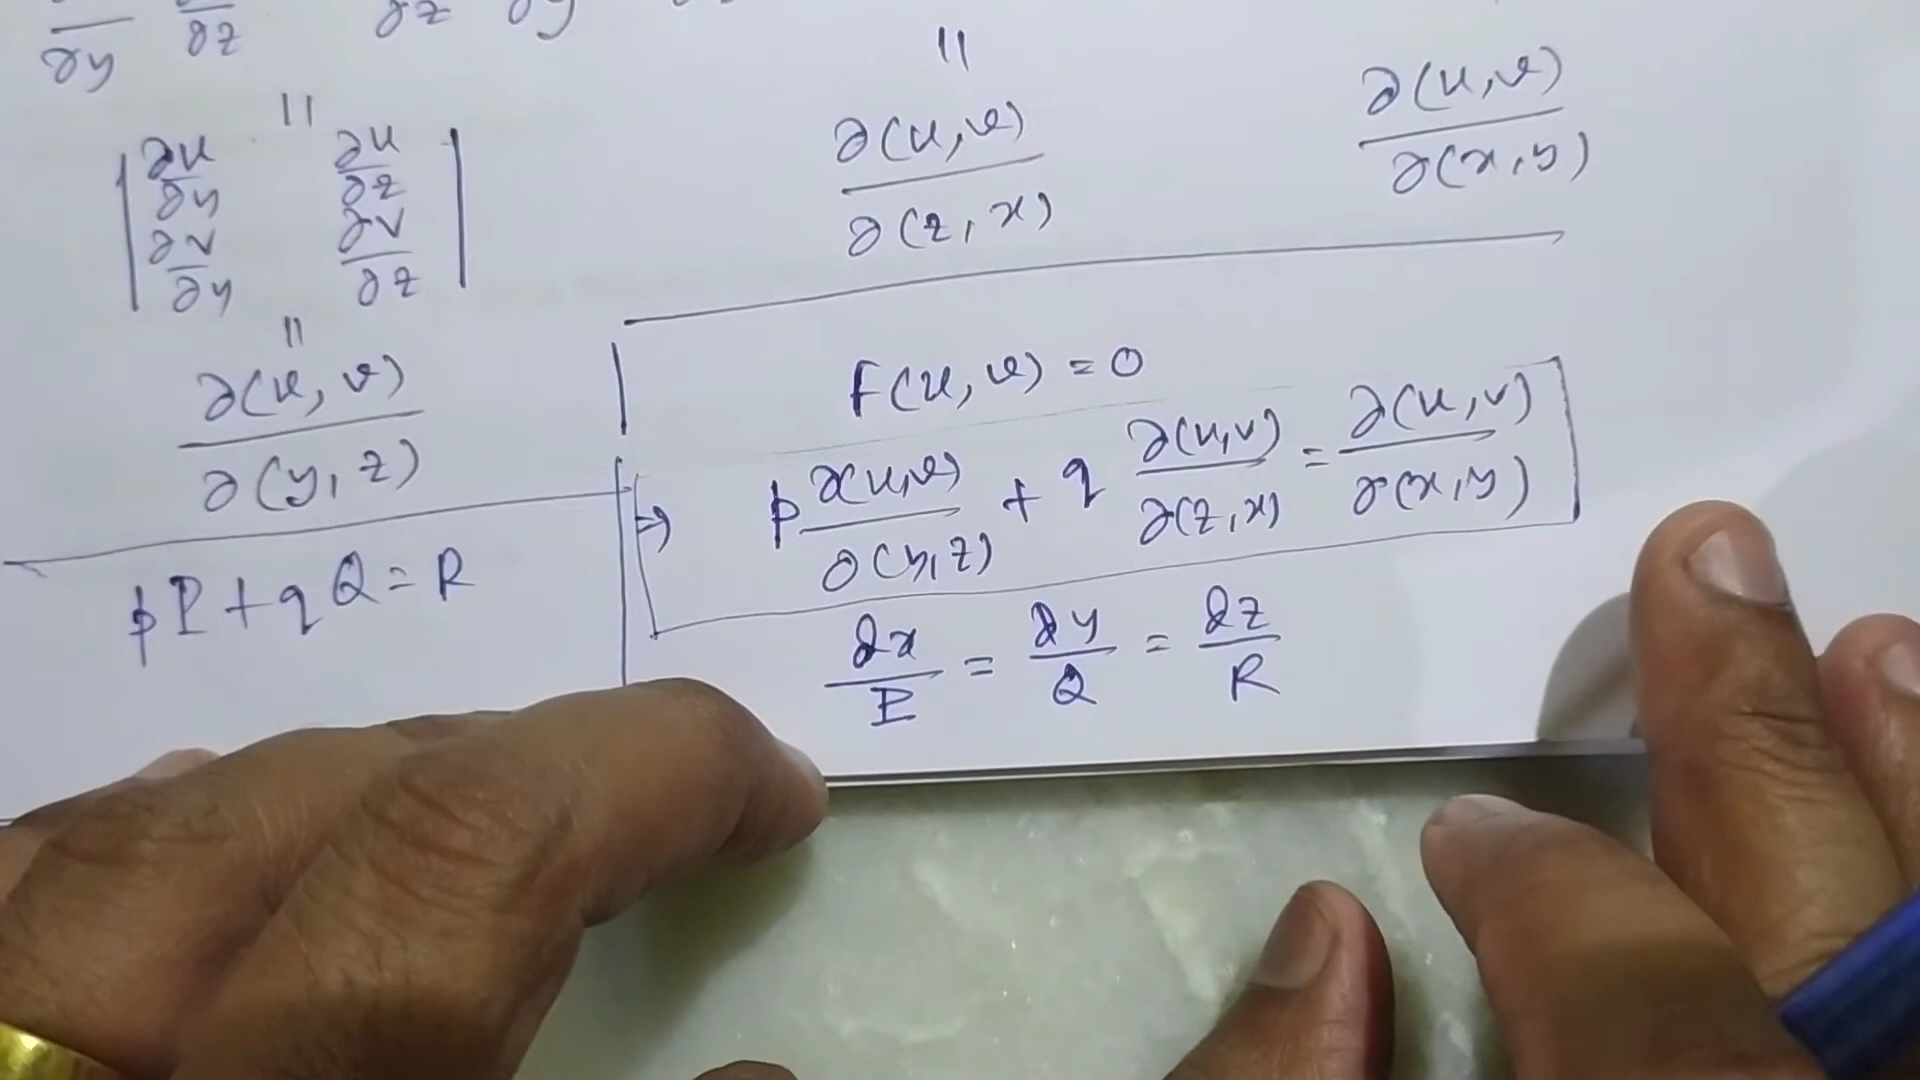 ∂y ∂z ∂z ∂y
|| ||
| ∂u/∂y ∂u/∂z |
| ∂v/∂y ∂v/∂z |
||
∂(u,v)/∂(y,z)
∂(u,v)/∂(z,x)
∂(u,v)/∂(x,y)
pP+qQ=R
F(u,v)=0
→ p ∂(u,v)/∂(y,z) + q ∂(u,v)/∂(z,x) = ∂(u,v)/∂(x,y)
dx/P = dy/Q = dz/R